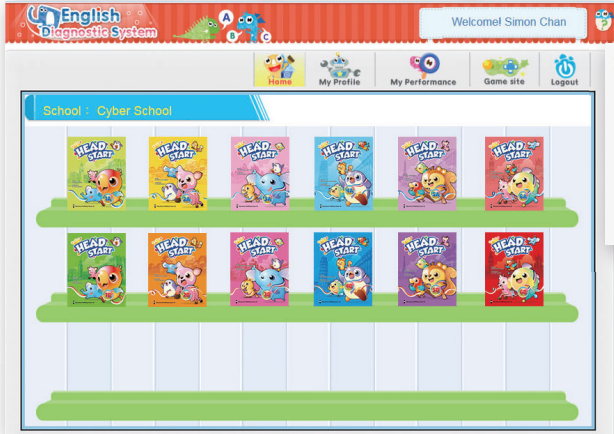 UP English
Diagnostic System
A
B
C
Welcome! Simon Chan
Home
My Profile
My Performance
Game site
Logout
School : Cyber School
HEAD START
HEAD START
HEAD START
HEAD START
HEAD START
HEAD START
HEAD START
HEAD START
HEAD START
HEAD START
HEAD START
HEAD START